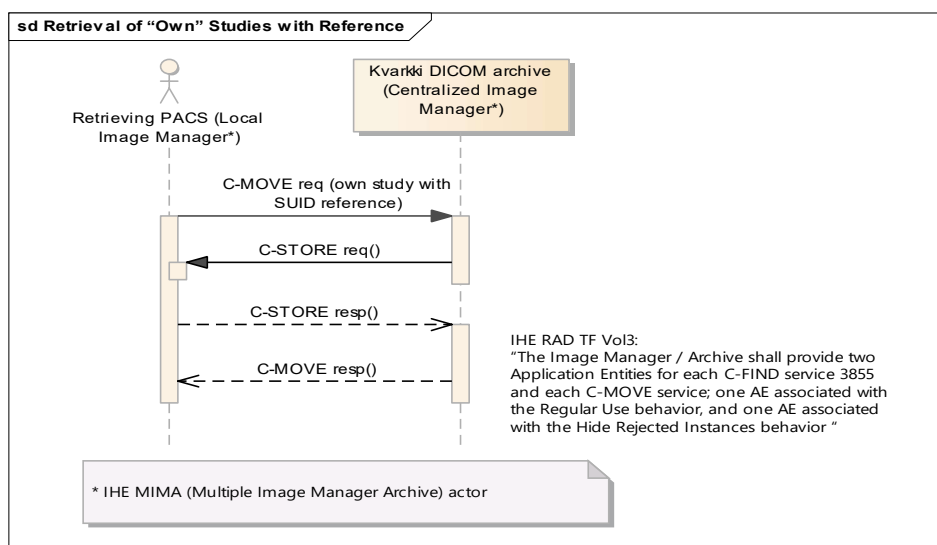 sd Retrieval of “Own” Studies with Reference
Retrieving PACS (Local
Image Manager*)
Kvarkki DICOM archive
(Centralized Image
Manager*)
C-MOVE req (own study with
SUID reference)
C-STORE req()
C-STORE resp()
C-MOVE resp()
IHE RAD TF Vol3:
“The Image Manager / Archive shall provide two
Application Entities for each C-FIND service 3855
and each C-MOVE service; one AE associated with
the Regular Use behavior, and one AE associated
with the Hide Rejected Instances behavior “
* IHE MIMA (Multiple Image Manager Archive) actor